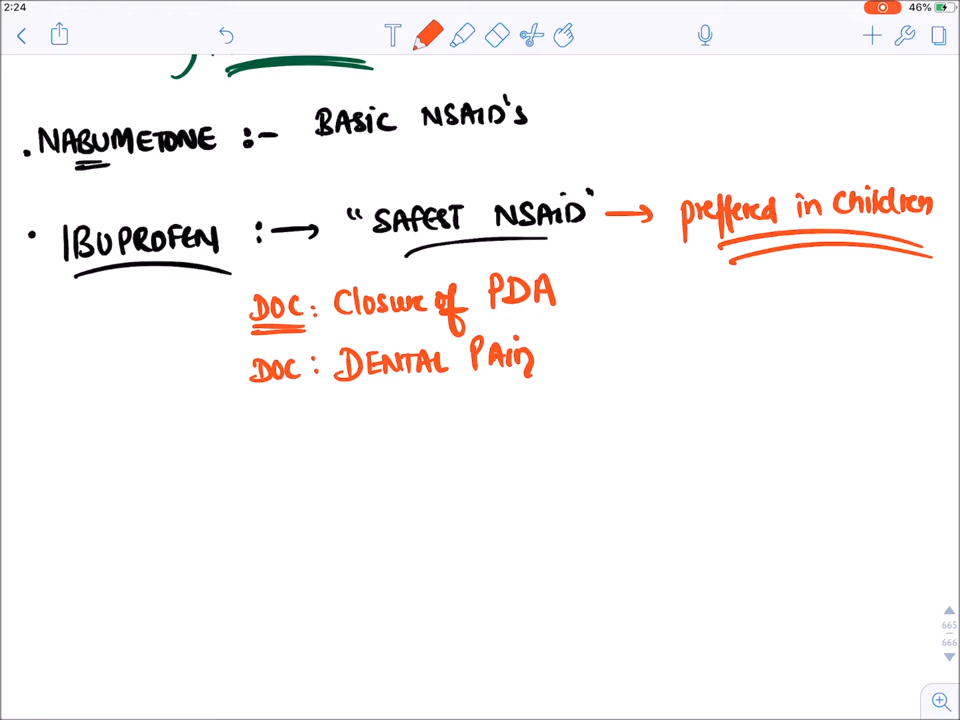 2:24
46%
T
. NABUMETONE :- BASIC NSAID's
• IBUPROFEN :→ "SAFEST NSAID" → preffered in Children
DOC : Closure of PDA
DOC : DENTAL PAin
665
666